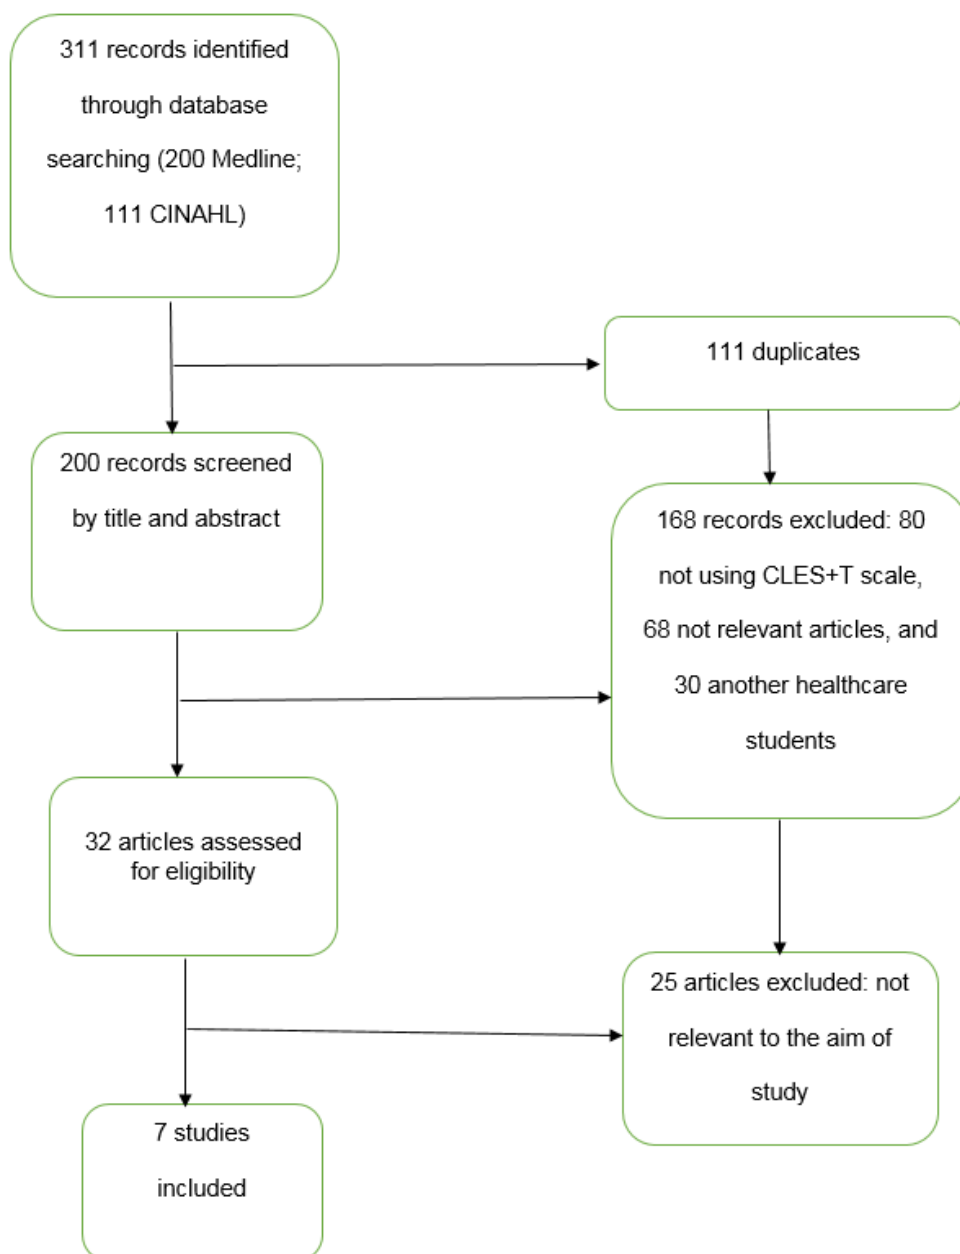 311 records identified
through database
searching (200 Medline;
111 CINAHL)
111 duplicates
200 records screened
by title and abstract
168 records excluded: 80
not using CLES+T scale,
68 not relevant articles, and
30 another healthcare
students
32 articles assessed
for eligibility
25 articles excluded: not
relevant to the aim of
study
7 studies
included